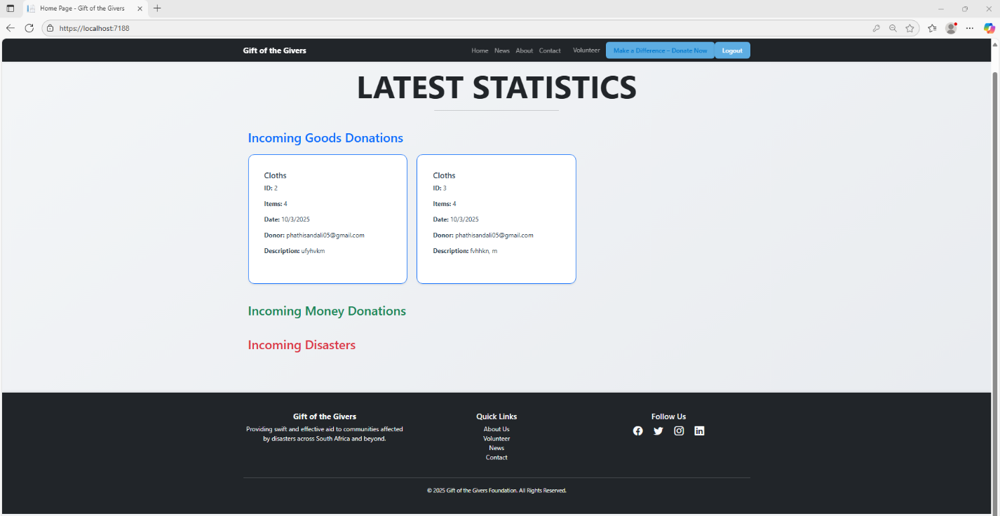 Home Page - Gift of the Givers
https://localhost:7188
Gift of the Givers
Home News About Contact Volunteer Make a Difference – Donate Now Logout
LATEST STATISTICS
Incoming Goods Donations
Cloths
ID: 2
Items: 4
Date: 10/3/2025
Donor: phathisandali05@gmail.com
Description: ufyhvkm
Cloths
ID: 3
Items: 4
Date: 10/3/2025
Donor: phathisandali05@gmail.com
Description: fvhhkn, m
Incoming Money Donations
Incoming Disasters
Gift of the Givers
Providing swift and effective aid to communities affected
by disasters across South Africa and beyond.
Quick Links
About Us
Volunteer
News
Contact
Follow Us
© 2025 Gift of the Givers Foundation. All Rights Reserved.